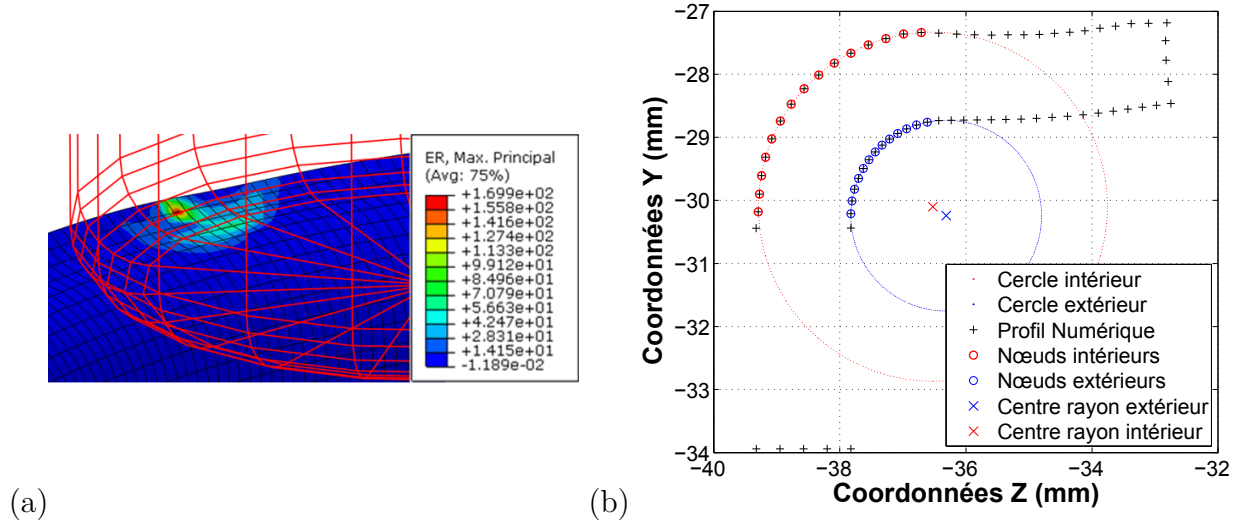 ER, Max. Principal
(Avg: 75%)
+1.699e+02
+1.558e+02
+1.416e+02
+1.274e+02
+1.133e+02
+9.912e+01
+8.496e+01
+7.079e+01
+5.663e+01
+4.247e+01
+2.831e+01
+1.415e+01
-1.189e-02
(a)
Coordonnées Y (mm)
−27
−28
−29
−30
−31
−32
−33
−34
Cercle intérieur
Cercle extérieur
Profil Numérique
Nœuds intérieurs
Nœuds extérieurs
Centre rayon extérieur
Centre rayon intérieur
−40 −38 −36 −34 −32
Coordonnées Z (mm)
(b)